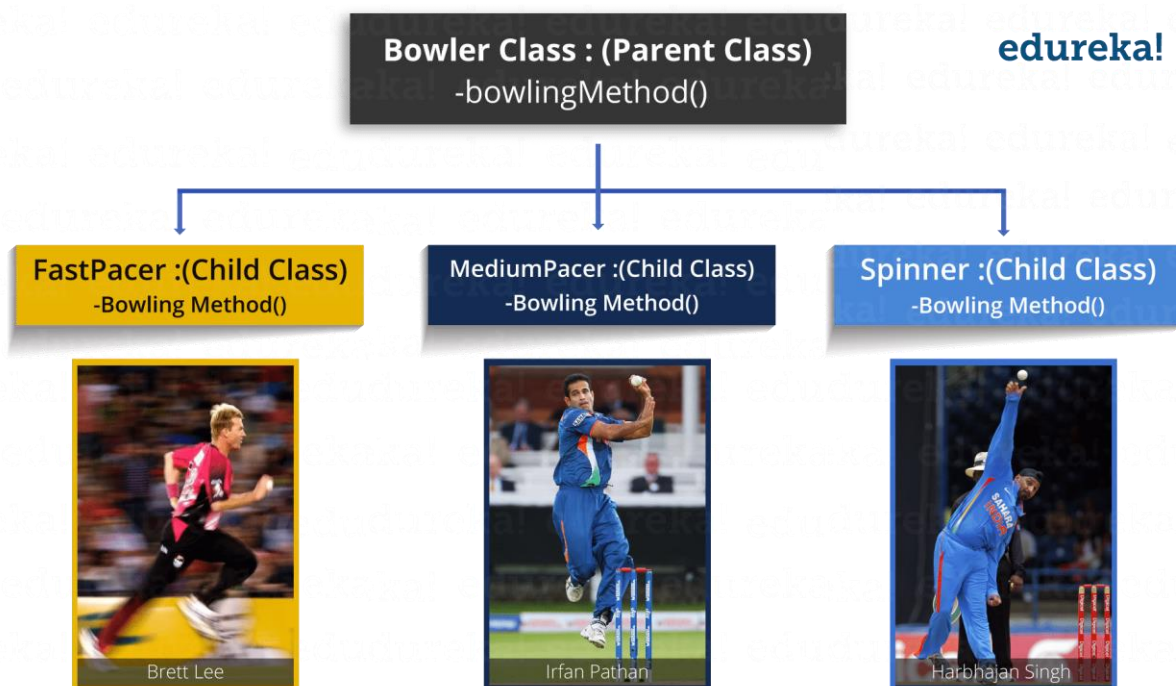 Bowler Class : (Parent Class)
-bowlingMethod()
edureka!
FastPacer :(Child Class)
-Bowling Method()
MediumPacer :(Child Class)
-Bowling Method()
Spinner :(Child Class)
-Bowling Method()
SAHARA
Brett Lee
Irfan Pathan
Harbhajan Singh